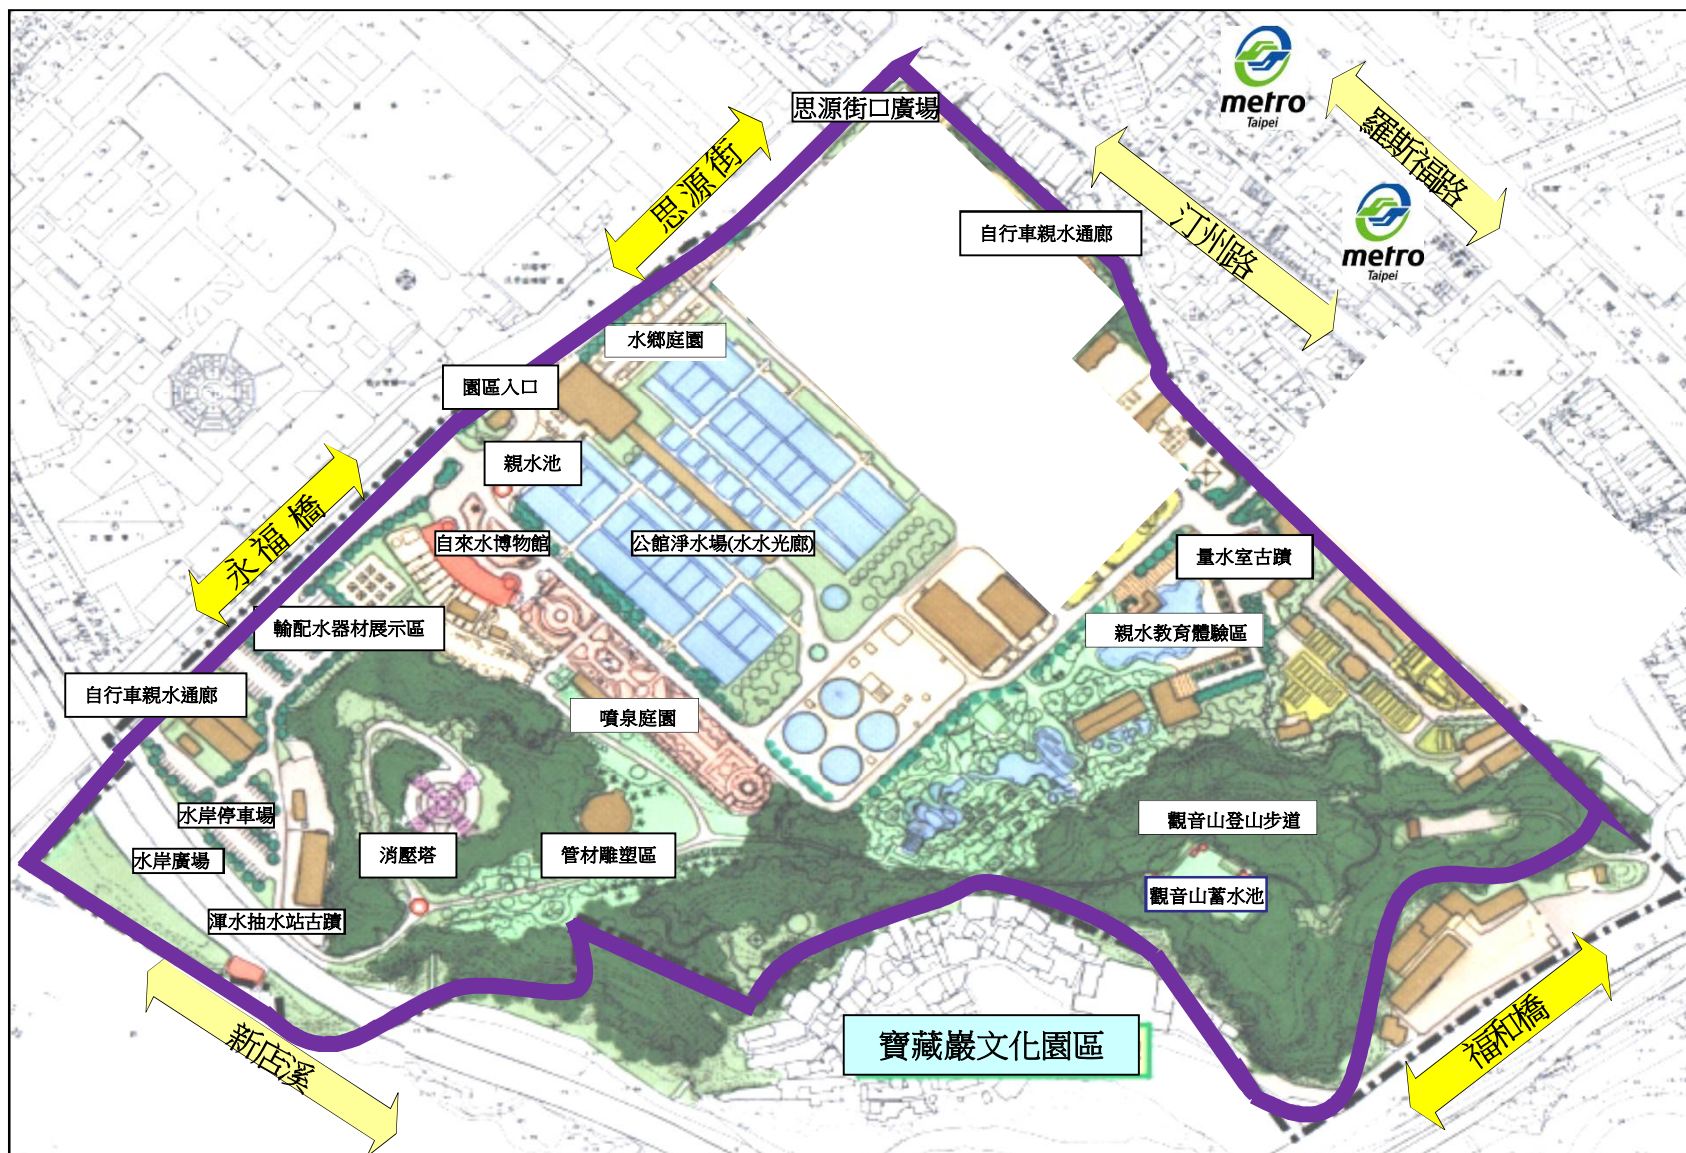 metro
Taipei
羅斯福路
思源街口廣場
思源街
汀州路
metro
Taipei
自行車親水通廊
水鄉庭園
園區入口
親水池
永福橋
自來水博物館
公館淨水場(水水光廊)
量水室古蹟
輸配水器材展示區
親水教育體驗區
自行車親水通廊
噴泉庭園
水岸停車場
觀音山登山步道
水岸廣場
消壓塔
管材雕塑區
觀音山蓄水池
渾水抽水站古蹟
新店溪
寶藏巖文化園區
福和橋